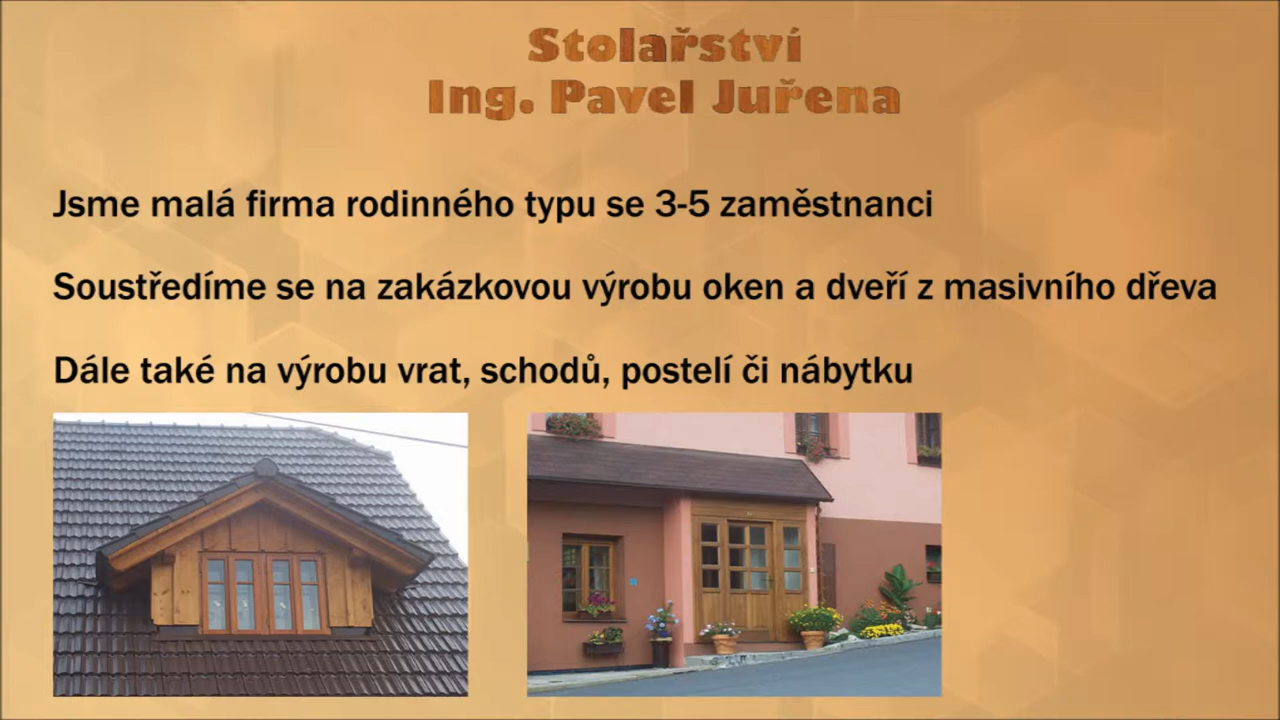 Stolařství
Ing. Pavel Juřena
Jsme malá firma rodinného typu se 3-5 zaměstnanci
Soustředíme se na zakázkovou výrobu oken a dveří z masivního dřeva
Dále také na výrobu vrat, schodů, postelí či nábytku